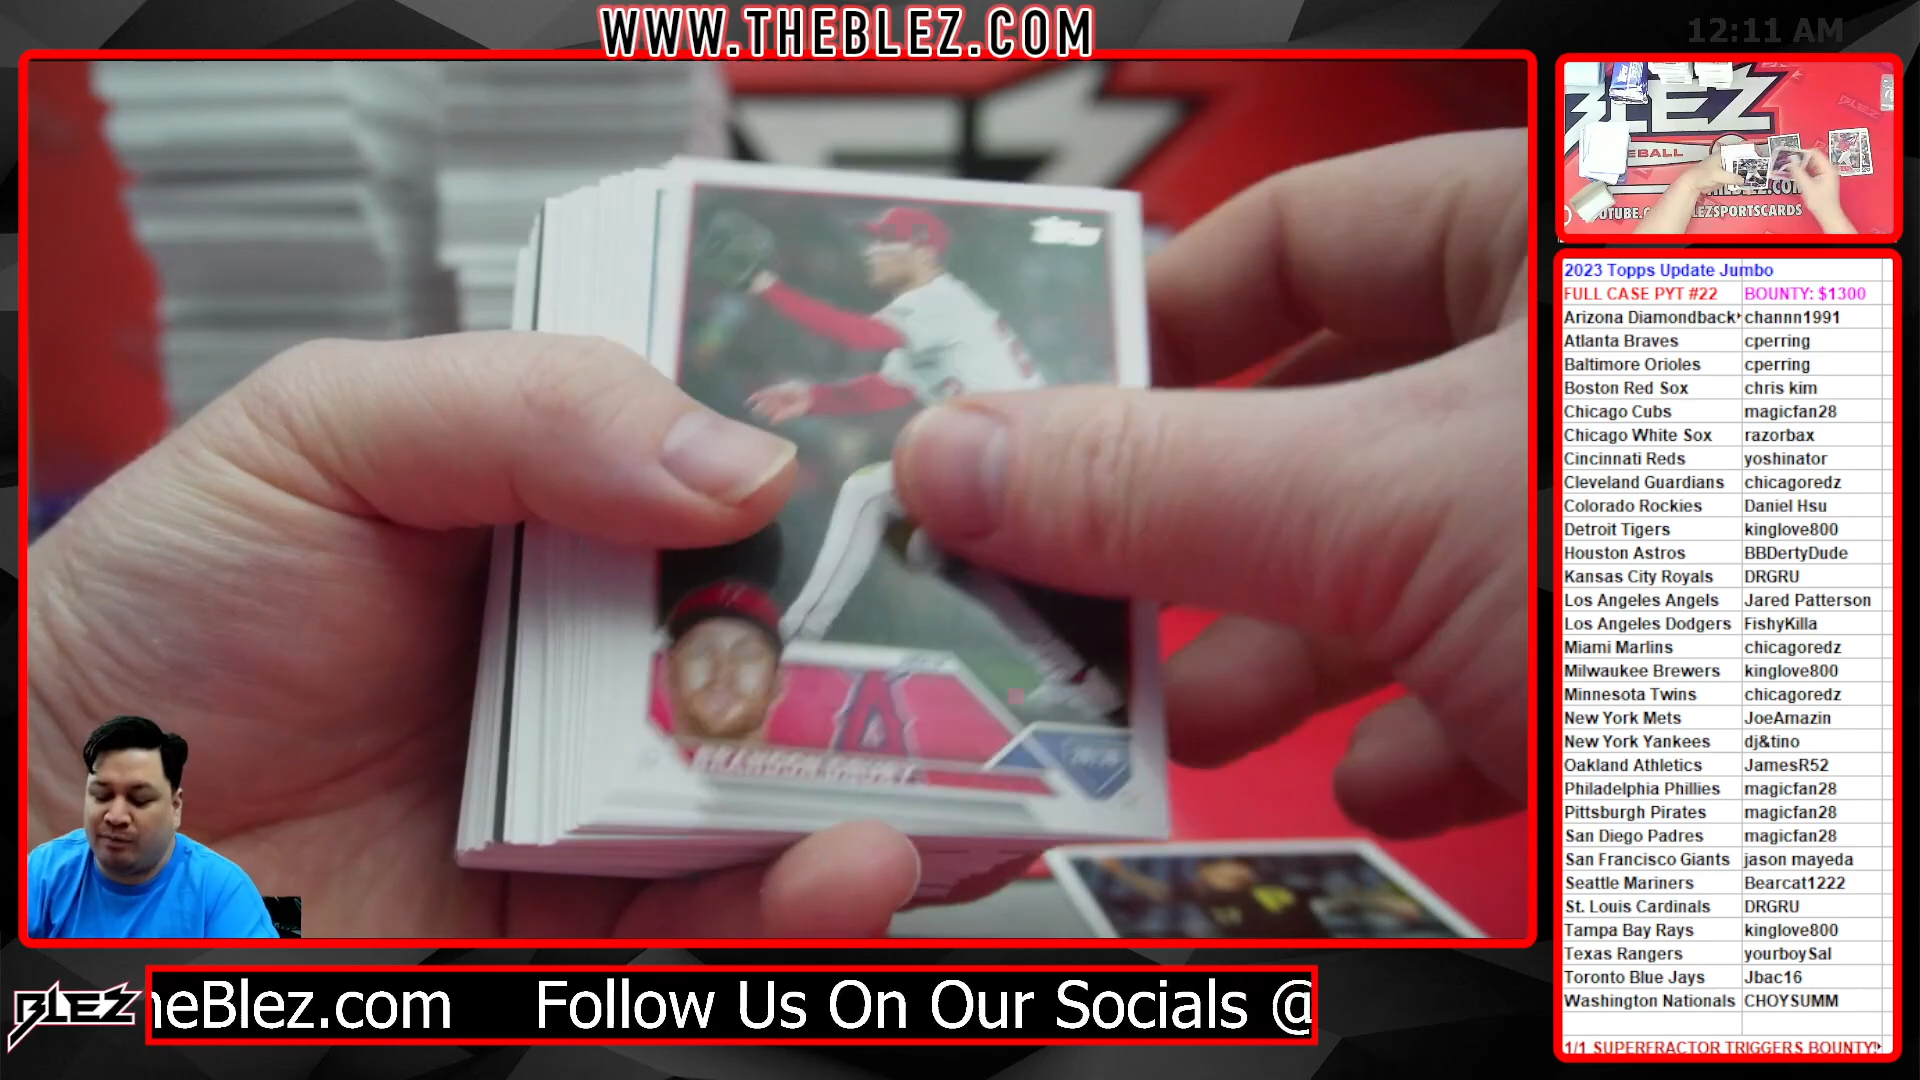 WWW.THEBLEZ.COM
12:11 AM
Topps
BLEZ
2023 Topps Update Jumbo
FULL CASE PYT #22 BOUNTY: $1300
Arizona Diamondback channn1991
Atlanta Braves cperring
Baltimore Orioles cperring
Boston Red Sox chris kim
Chicago Cubs magicfan28
Chicago White Sox razorbax
Cincinnati Reds yoshinator
Cleveland Guardians chicagoredz
Colorado Rockies Daniel Hsu
Detroit Tigers kinglove800
Houston Astros BBDertyDude
Kansas City Royals DRGRU
Los Angeles Angels Jared Patterson
Los Angeles Dodgers FishyKilla
Miami Marlins chicagoredz
Milwaukee Brewers kinglove800
Minnesota Twins chicagoredz
New York Mets JoeAmazin
New York Yankees dj&tino
Oakland Athletics JamesR52
Philadelphia Phillies magicfan28
Pittsburgh Pirates magicfan28
San Diego Padres magicfan28
San Francisco Giants jason mayeda
Seattle Mariners Bearcat1222
St. Louis Cardinals DRGRU
Tampa Bay Rays kinglove800
Texas Rangers yourboySal
Toronto Blue Jays Jbac16
Washington Nationals CHOYSUMM
1/1 SUPERFRACTOR TRIGGERS BOUNTY!
BLEZ
heBlez.com Follow Us On Our Socials @